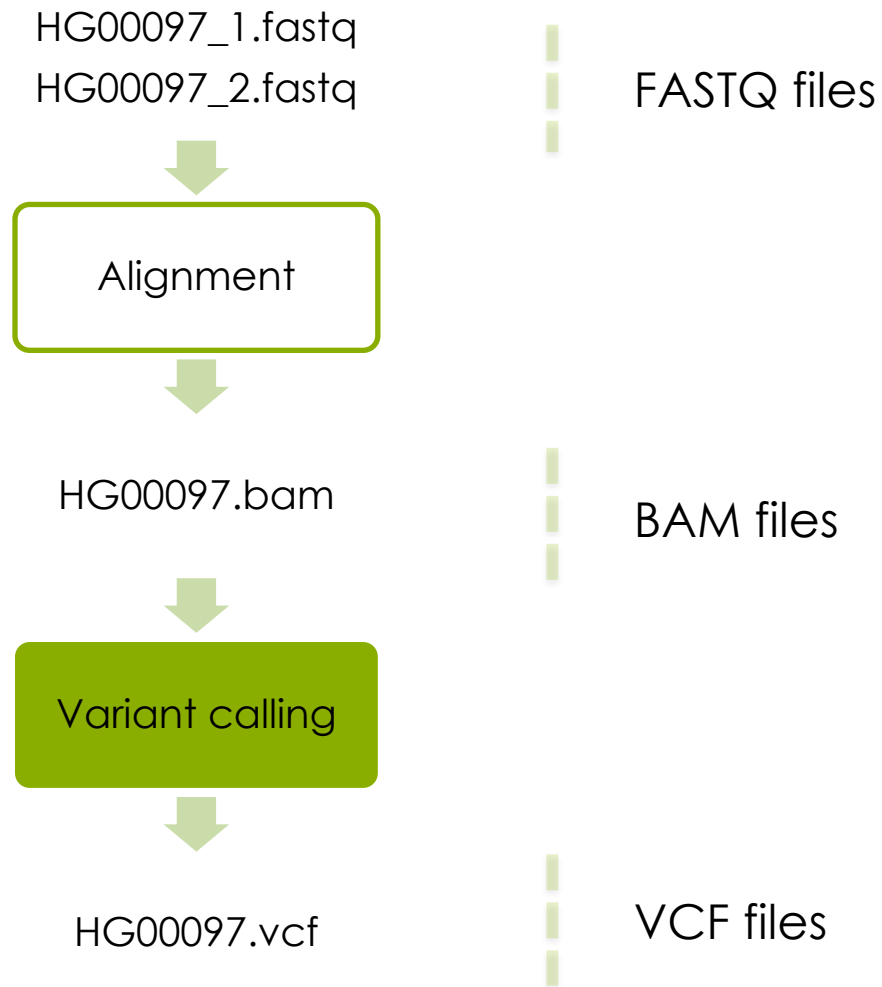 HG00097_1.fastq
HG00097_2.fastq
FASTQ files
Alignment
HG00097.bam
BAM files
Variant calling
HG00097.vcf
VCF files